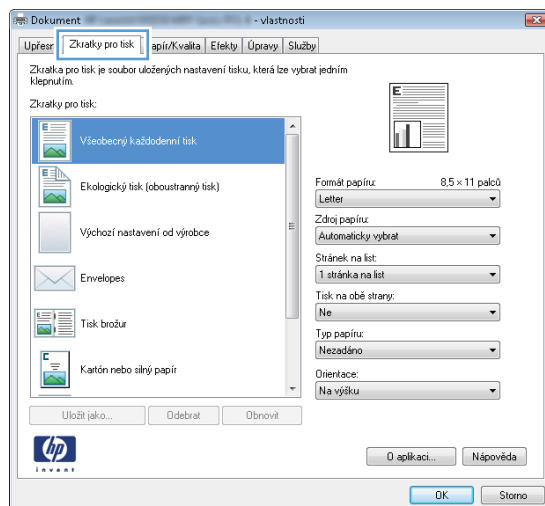 Dokument
- vlastnosti
Zkratky pro tisk
apír/Kvalita
Efekty
Úpravy
Služby
Zkratka pro tisk je soubor uložených nastavení tisku, která lze vybrat jedním
klepnutím.
Zkratky pro tisk:
Všeobecný každodenní tisk
Ekologický tisk (oboustranný tisk)
Výchozí nastavení od výrobce
Envelopes
Tisk brožur
Kartón nebo silný papír
Uložit jako...
Odebrat
Obnovit
E
Formát papíru:
8,5 × 11 palců
Letter
Zdroj papíru:
Automaticky vybrat
Stránek na list:
1 stránka na list
Tisk na obě strany:
Ne
Typ papíru:
Nezadáno
Orientace:
Na výšku
hp
invent
O aplikaci...
Nápověda
OK
Storno